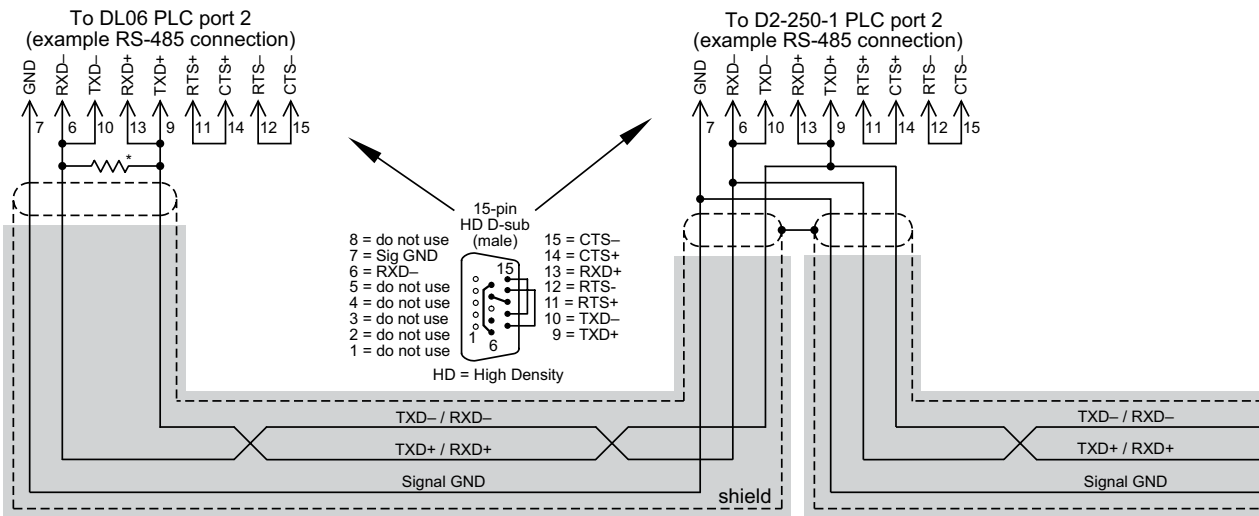 To DL06 PLC port 2
(example RS-485 connection)
GND RXD– TXD– RXD+ TXD+ RTS+ CTS+ RTS– CTS–
7 6 10 13 9 11 14 12 15
*
To D2-250-1 PLC port 2
(example RS-485 connection)
GND RXD– TXD– RXD+ TXD+ RTS+ CTS+ RTS– CTS–
7 6 10 13 9 11 14 12 15
15-pin
HD D-sub
(male)
8 = do not use
7 = Sig GND
6 = RXD–
5 = do not use
4 = do not use
3 = do not use
2 = do not use
1 = do not use
15
1
6
15 = CTS–
14 = CTS+
13 = RXD+
12 = RTS-
11 = RTS+
10 = TXD–
9 = TXD+
HD = High Density
TXD– / RXD–
TXD+ / RXD+
Signal GND
shield
TXD– / RXD–
TXD+ / RXD+
Signal GND